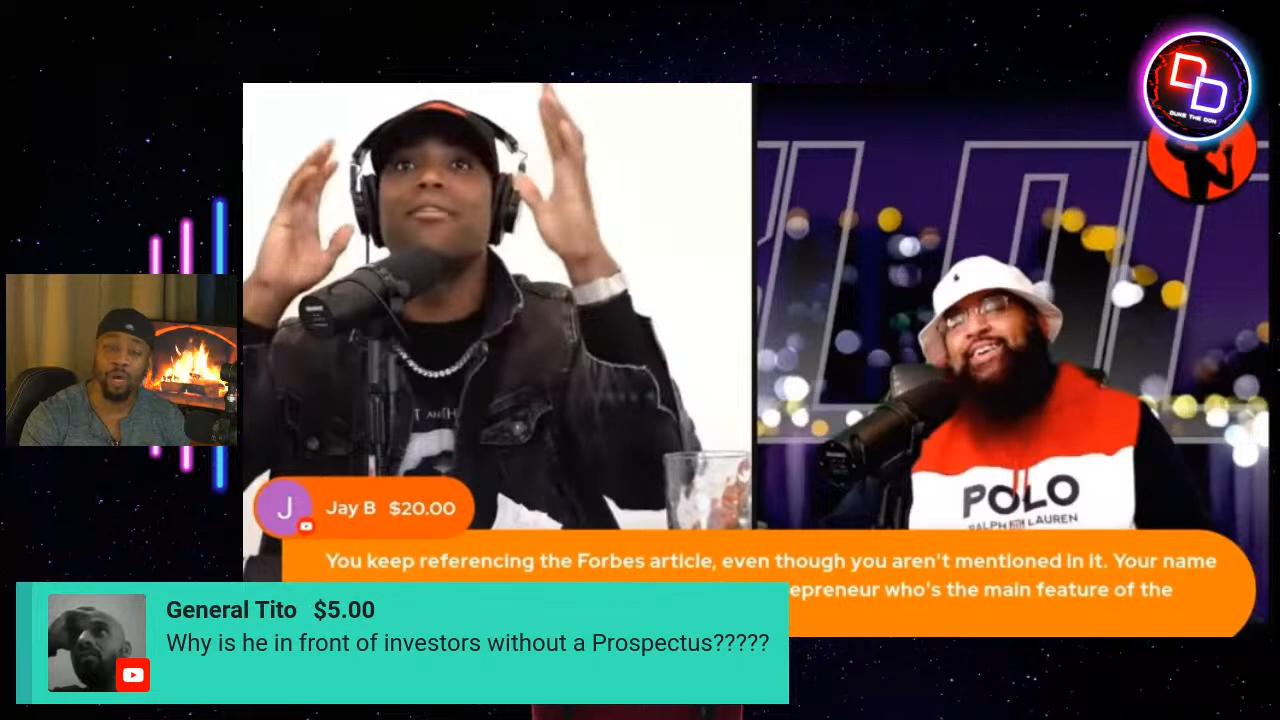 DD
DUKE THE DON
POLO
RALPH LAUREN
J
Jay B $20.00
You keep referencing the Forbes article, even though you aren't mentioned in it. Your name
who's the main feature of the
General Tito $5.00
Why is he in front of investors without a Prospectus?????